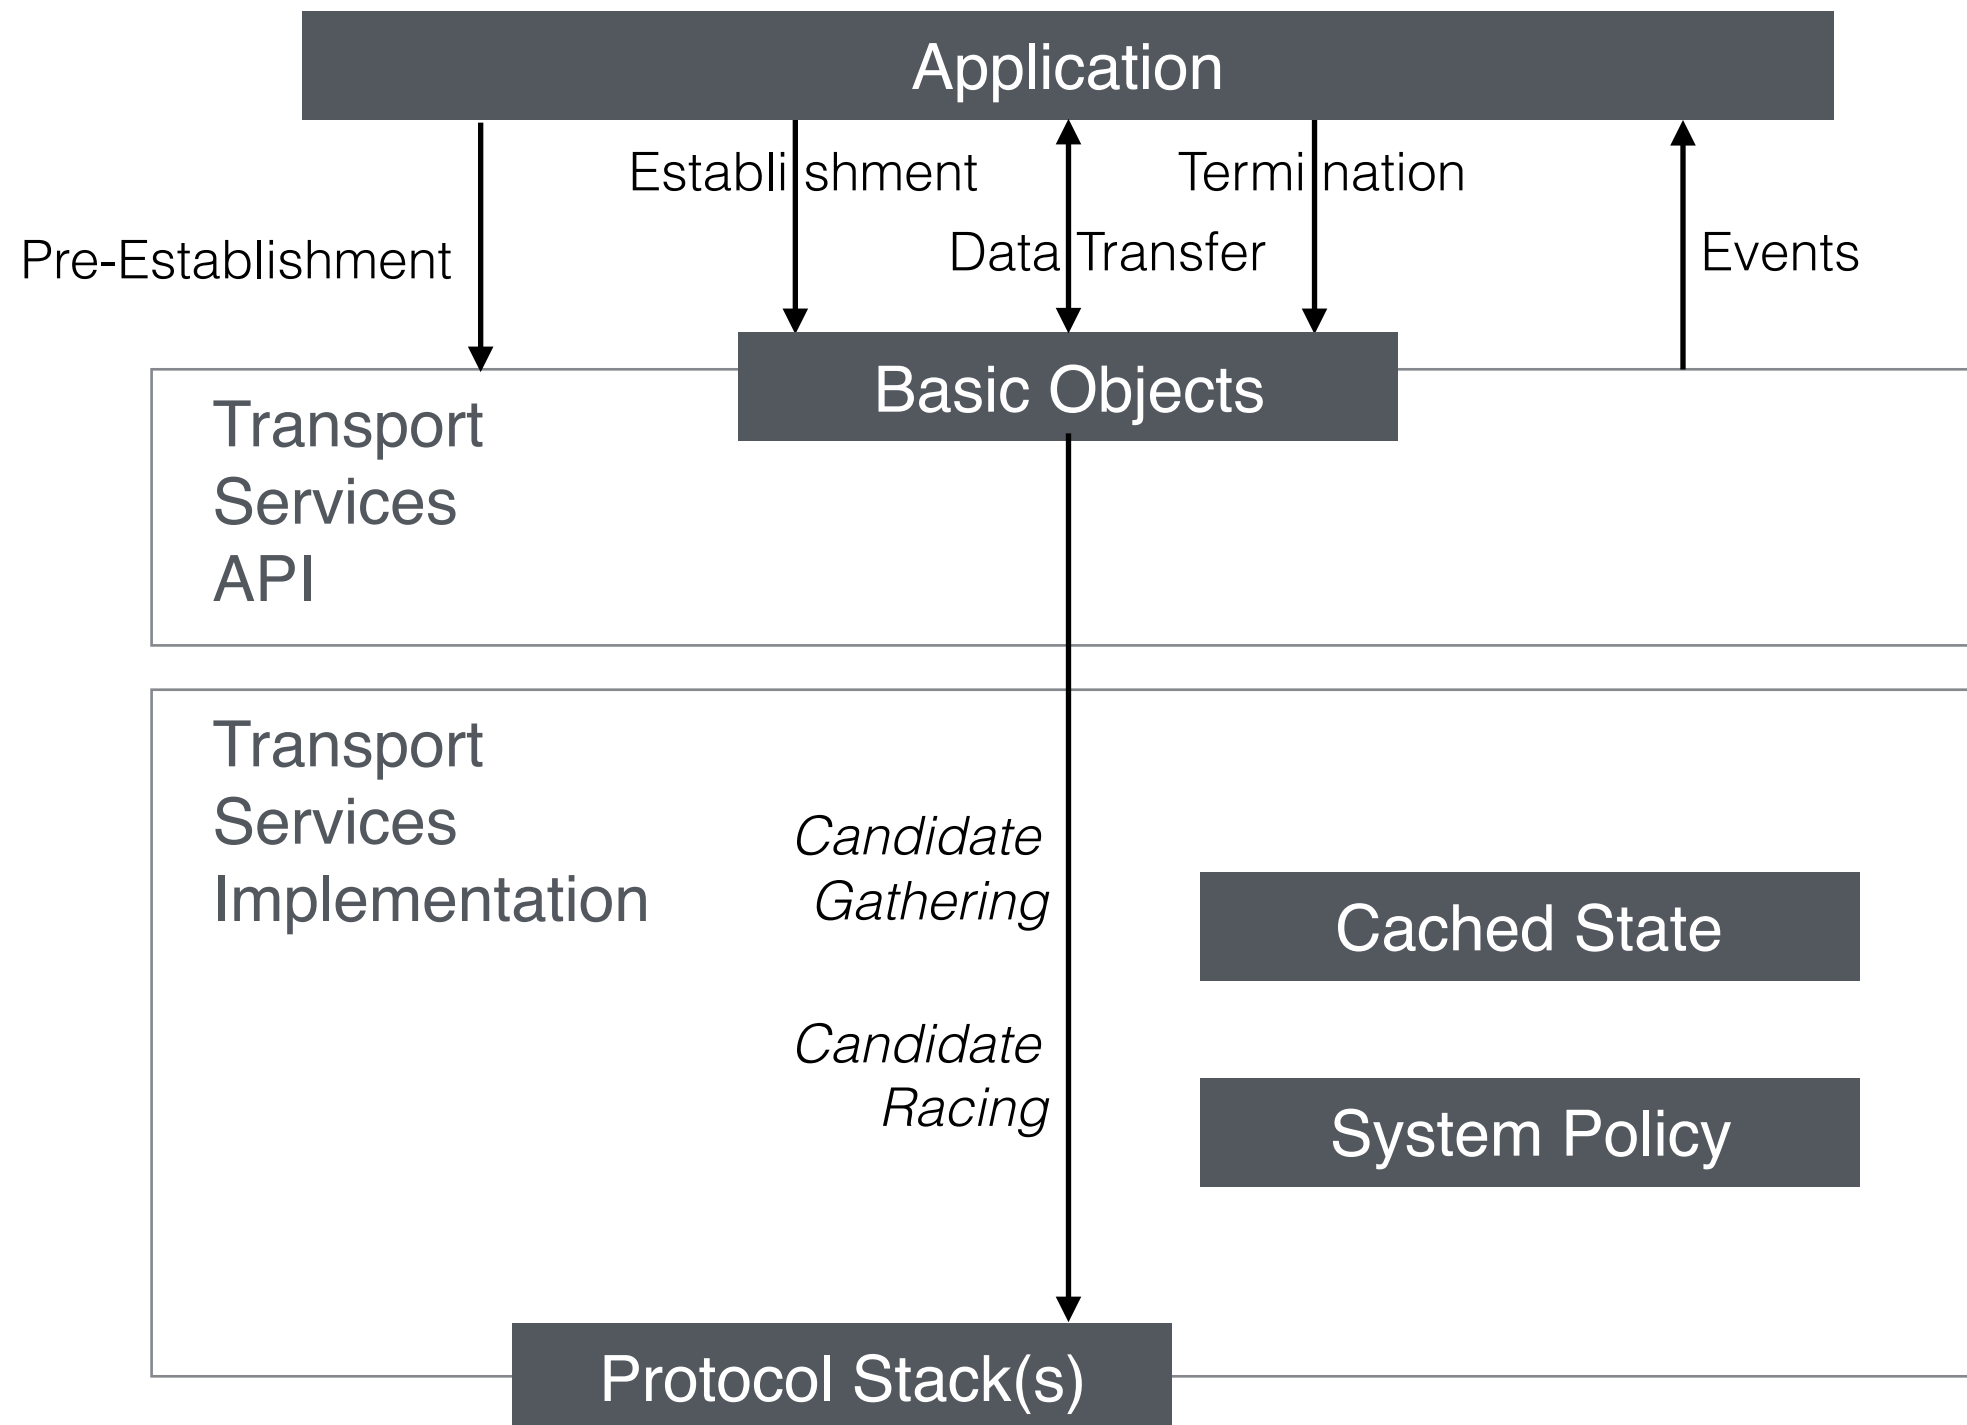 Application
Establishment
Termination
Pre-Establishment
Data Transfer
Events
Basic Objects
Transport
Services
API
Transport
Services
Implementation
Candidate
Gathering
Cached State
Candidate
Racing
System Policy
Protocol Stack(s)